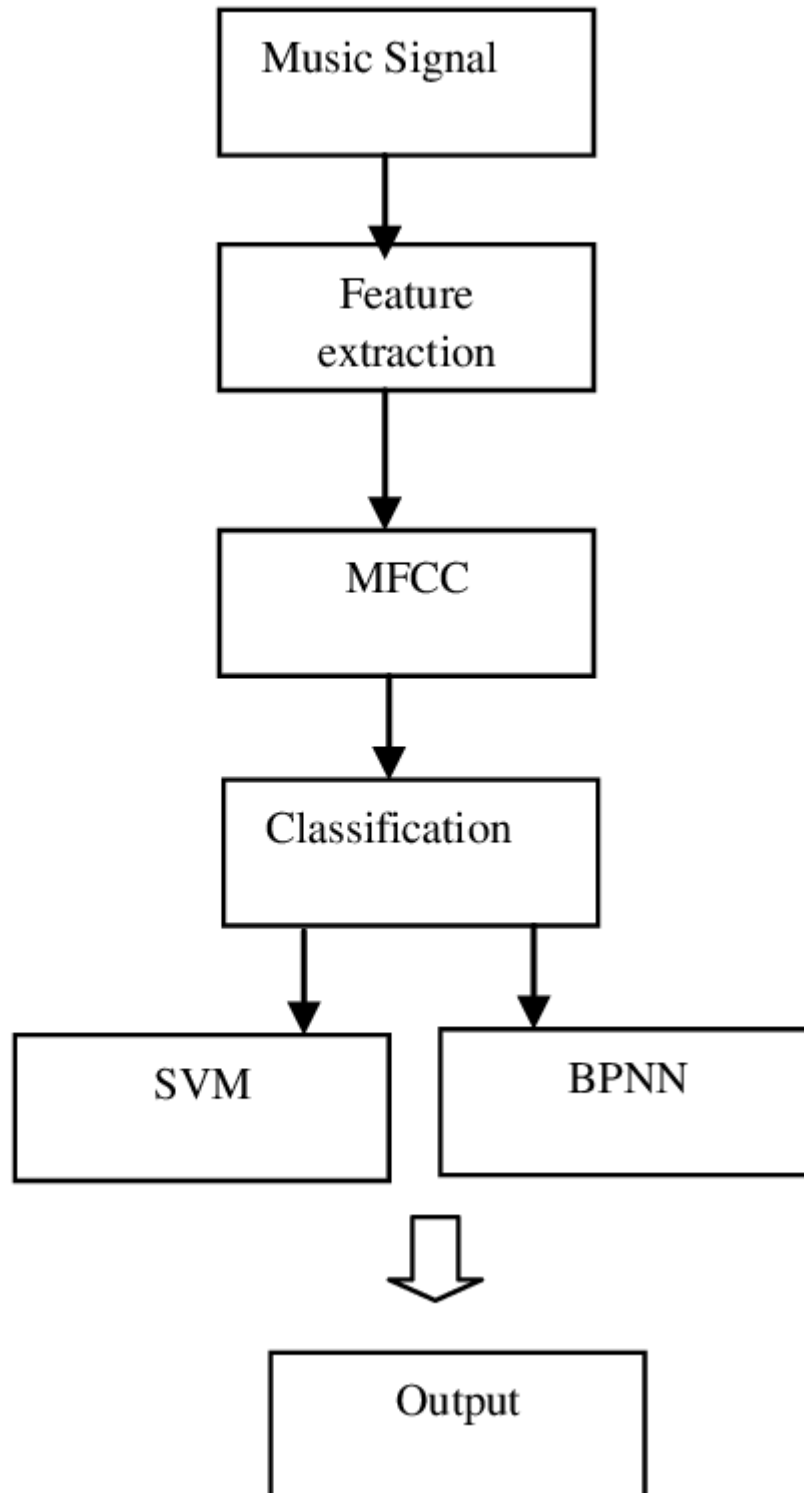 Music Signal
Feature
extraction
MFCC
Classification
SVM
BPNN
Output